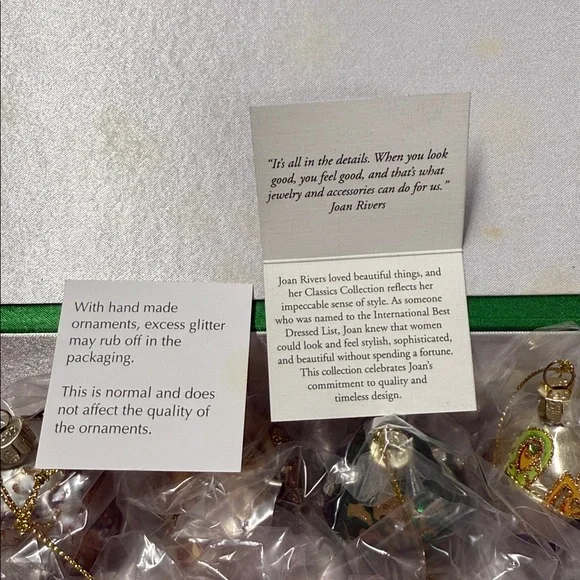 "It's all in the details. When you look
good, you feel good, and that's what
jewelry and accessories can do for us."
Joan Rivers
Joan Rivers loved beautiful things, and
her Classics Collection reflects her
impeccable sense of style. As someone
who was named to the International Best
Dressed List, Joan knew that women
could look and feel stylish, sophisticated,
and beautiful without spending a fortune.
This collection celebrates Joan's
commitment to quality and
timeless design.
With hand made
ornaments, excess glitter
may rub off in the
packaging.
This is normal and does
not affect the quality of
the ornaments.